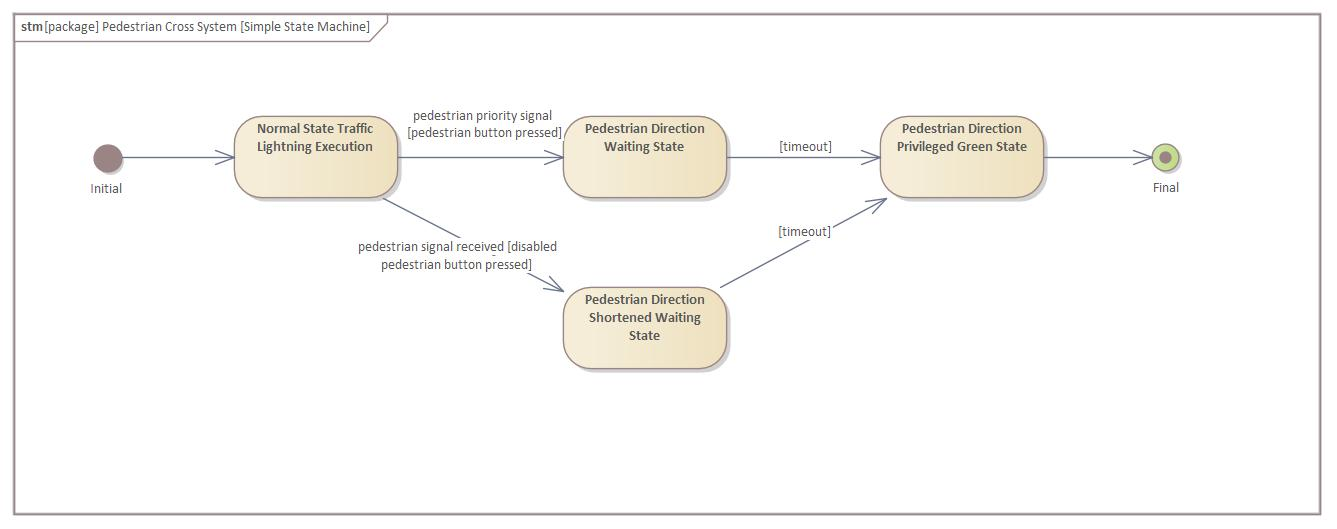 stm [package] Pedestrian Cross System [Simple State Machine]
Initial
Normal State Traffic
Lightning Execution
pedestrian priority signal
[pedestrian button pressed]
Pedestrian Direction
Waiting State
[timeout]
Pedestrian Direction
Privileged Green State
Final
pedestrian signal received [disabled
pedestrian button pressed]
[timeout]
Pedestrian Direction
Shortened Waiting
State